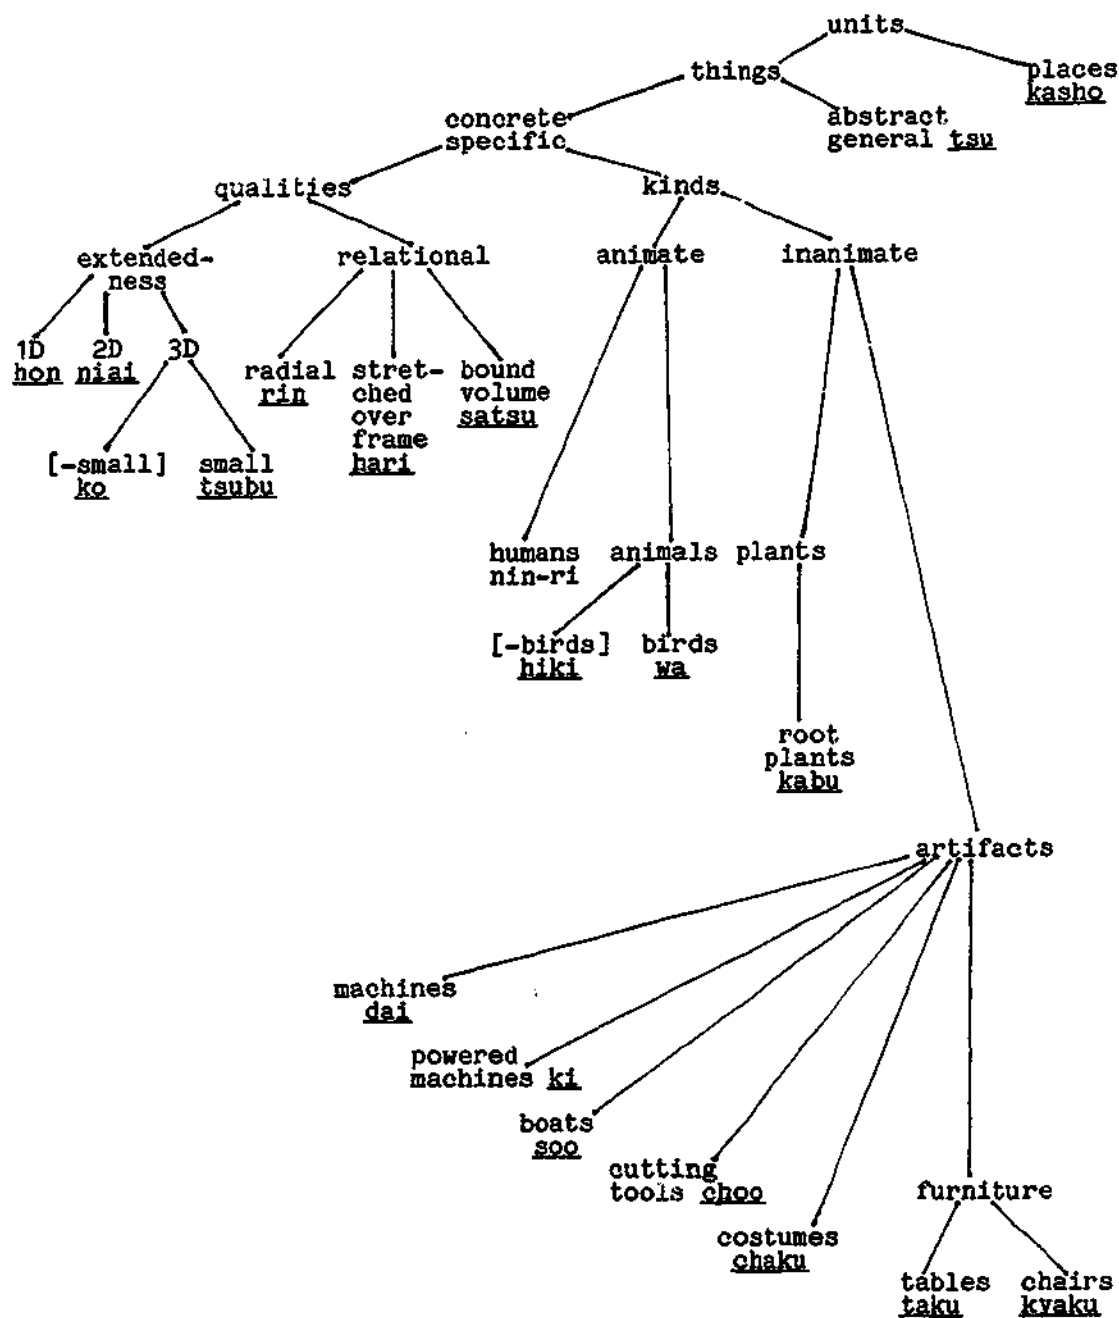 units
things
places
kasho
concrete
specific
abstract
general tsu
qualities
kinds
extended-
ness
relational
animate
inanimate
1D
hon
2D
niai
3D
radial
rin
stret-
ched
over
frame
hari
bound
volume
satsu
[-small]
ko
small
tsubu
humans
nin-ri
animals
plants
[-birds]
hiki
birds
wa
root
plants
kabu
artifacts
machines
dai
powered
machines ki
boats
soo
cutting
tools choo
furniture
costumes
chaku
tables
taku
chairs
kyaku